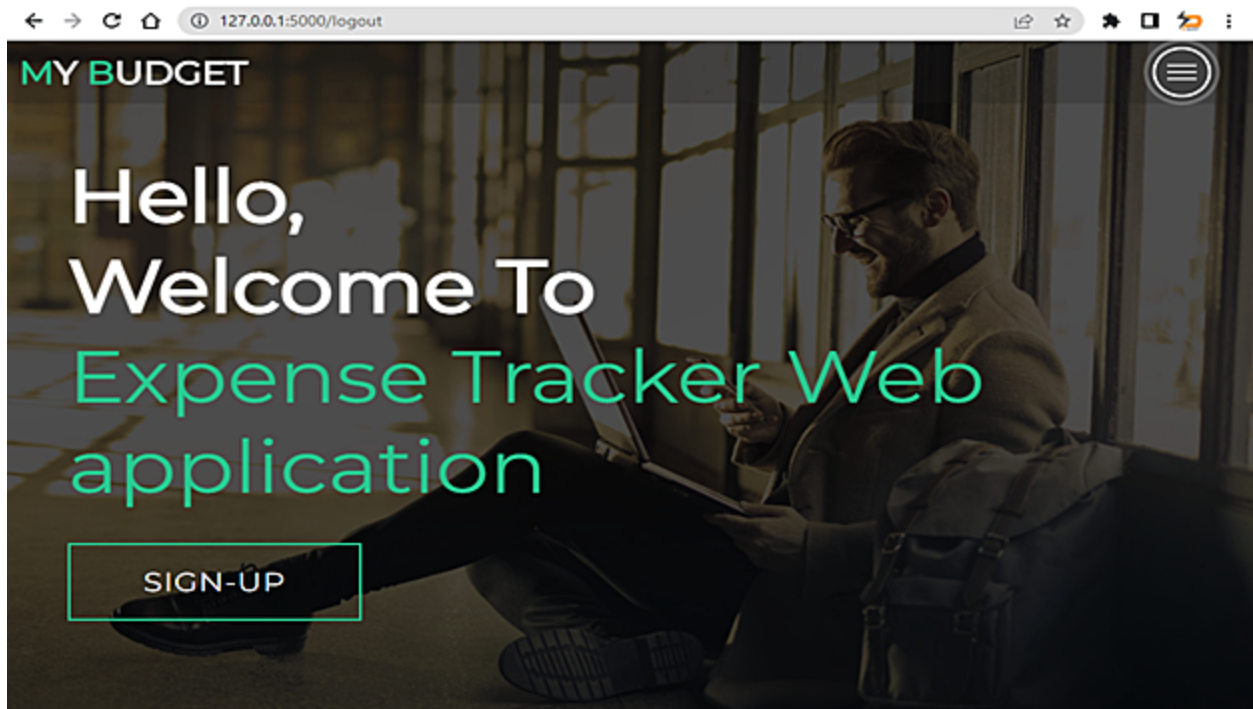 127.0.0.1:5000/logout
MY BUDGET
Hello,
Welcome To
Expense Tracker Web
application
SIGN-UP